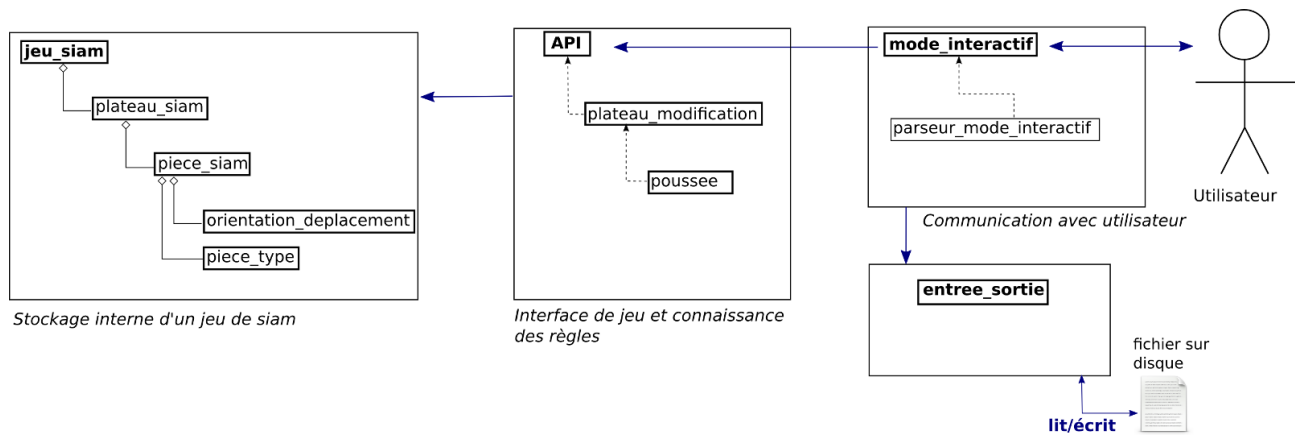 jeu_siam
plateau_siam
piece_siam
orientation_deplacement
piece_type
Stockage interne d'un jeu de siam
API
plateau_modification
poussee
Interface de jeu et connaissance
des règles
mode_interactif
parseur_mode_interactif
Communication avec utilisateur
Utilisateur
entree_sortie
fichier sur
disque
lit/écrit